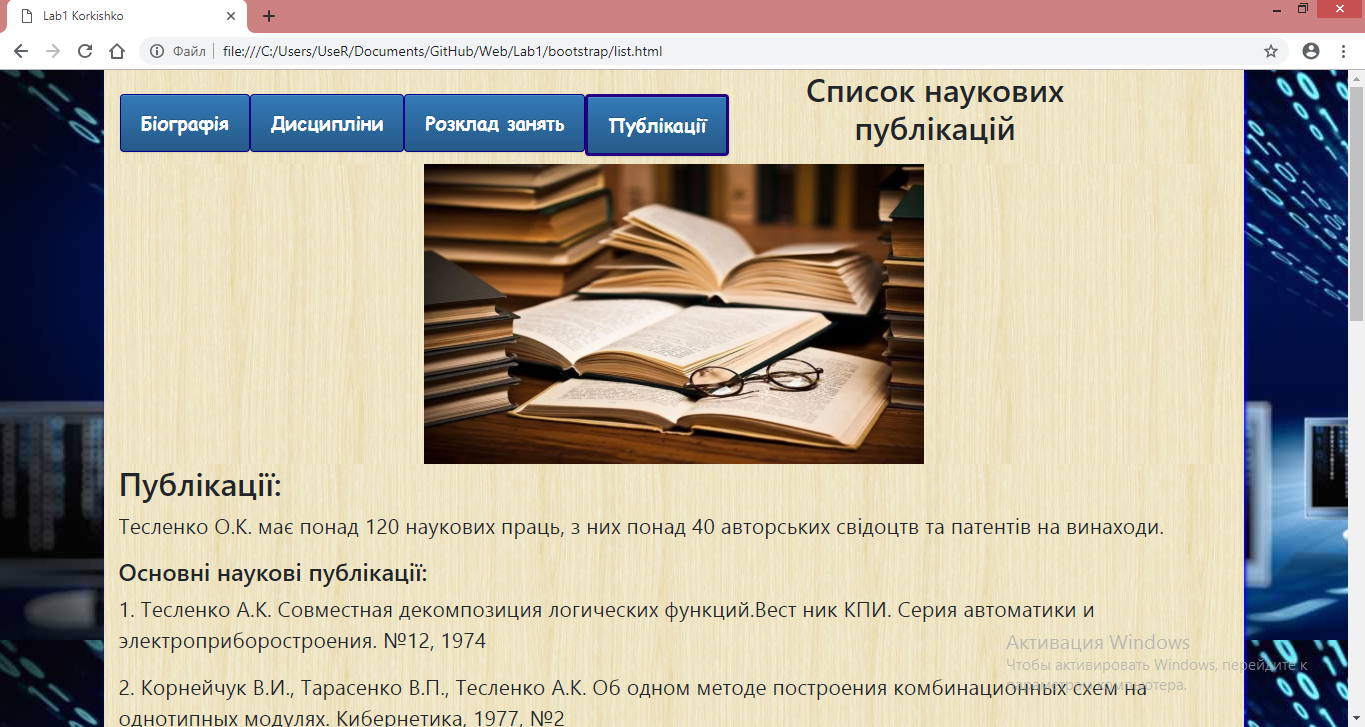 Lab1 Korkishko
Файл
file:///C:/Users/UseR/Documents/GitHub/Web/Lab1/bootstrap/list.html
Біографія
Дисципліни
Розклад занять
Публікації
Список наукових
публікацій
Публікації:
Тесленко О.К. має понад 120 наукових праць, з них понад 40 авторських свідоцтв та патентів на винаходи.
Основні наукові публікації:
1. Тесленко А.К. Совместная декомпозиция логических функций.Вест ник КПИ. Серия автоматики и
электроприборостроения. №12, 1974
2. Корнейчук В.И., Тарасенко В.П., Тесленко А.К. Об одном методе построения комбинационных схем на
однотипных модулях. Кибернетика, 1977, №2
Активация Windows
Чтобы активировать Windows, перейдите к
параметрам компьютера.